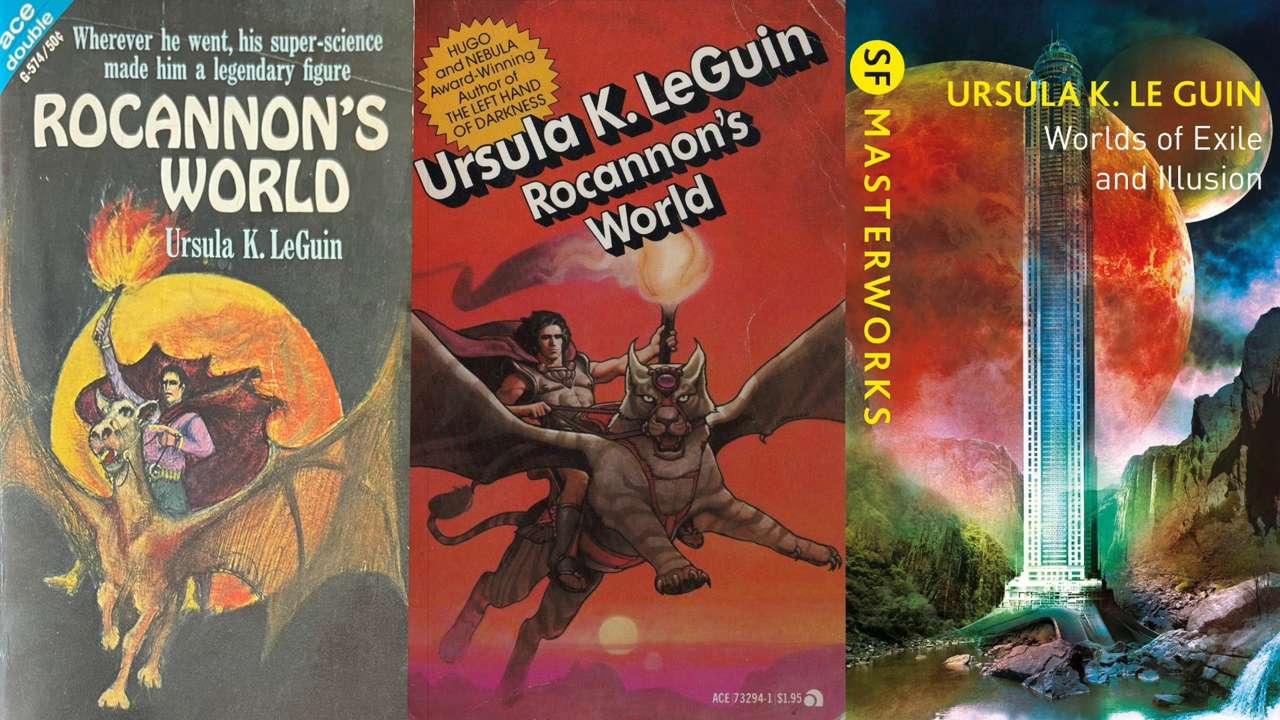 ace
double
G-574/50¢
Wherever he went, his super-science
made him a legendary figure
ROCANNON'S
WORLD
Ursula K. LeGuin
HUGO
and NEBULA
Award-Winning
Author of
THE LEFT HAND
OF DARKNESS
Ursula K. LeGuin
Rocannon's
World
ACE 73294-1 $1.95
SF MASTERWORKS
URSULA K. LE GUIN
Worlds of Exile
and Illusion